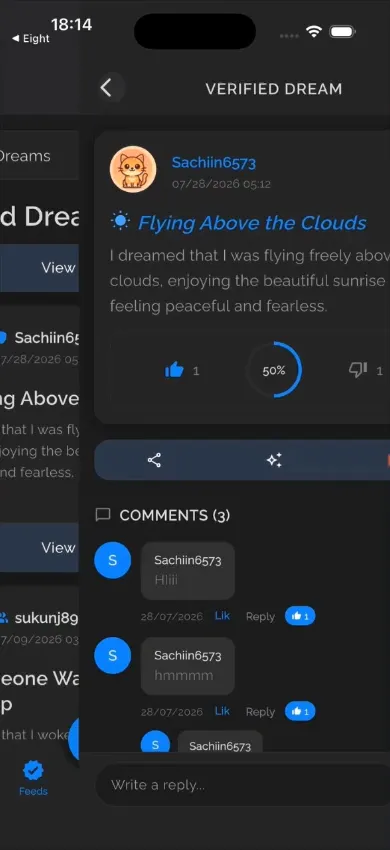 18:14
◀ Eight
Dreams
d Drea
View
Sachiin65
7/28/2026 05
ng Above
that I was fly
joying the be
nd fearless.
View
sukunj89
7/09/2026 03
eone Wa
p
that I woke
Feeds
VERIFIED DREAM
Sachiin6573
07/28/2026 05:12
Flying Above the Clouds
I dreamed that I was flying freely abov
clouds, enjoying the beautiful sunrise
feeling peaceful and fearless.
1
50%
1
COMMENTS (3)
S
Sachiin6573
Hiiii
28/07/2026 Lik Reply 1
S
Sachiin6573
hmmmm
28/07/2026 Lik Reply 1
S
Sachiin6573
Write a reply...